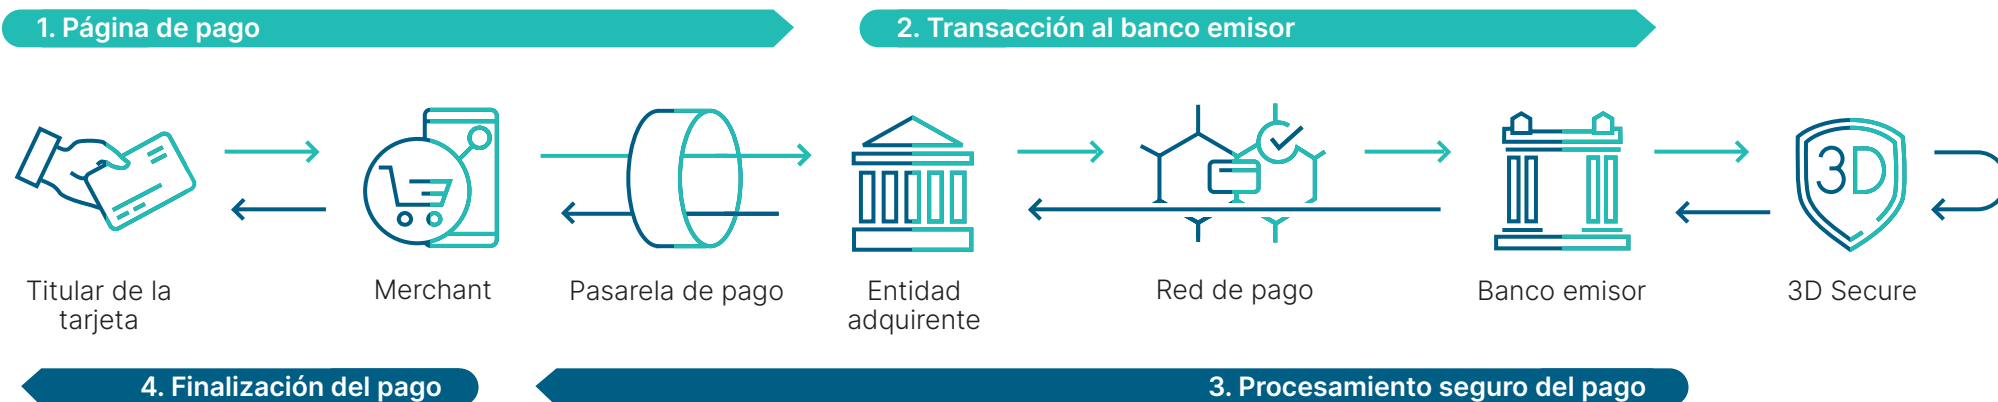 1. Página de pago
2. Transacción al banco emisor
3D
Titular de la
tarjeta
Merchant
Pasarela de pago
Entidad
adquirente
Red de pago
Banco emisor
3D Secure
4. Finalización del pago
3. Procesamiento seguro del pago